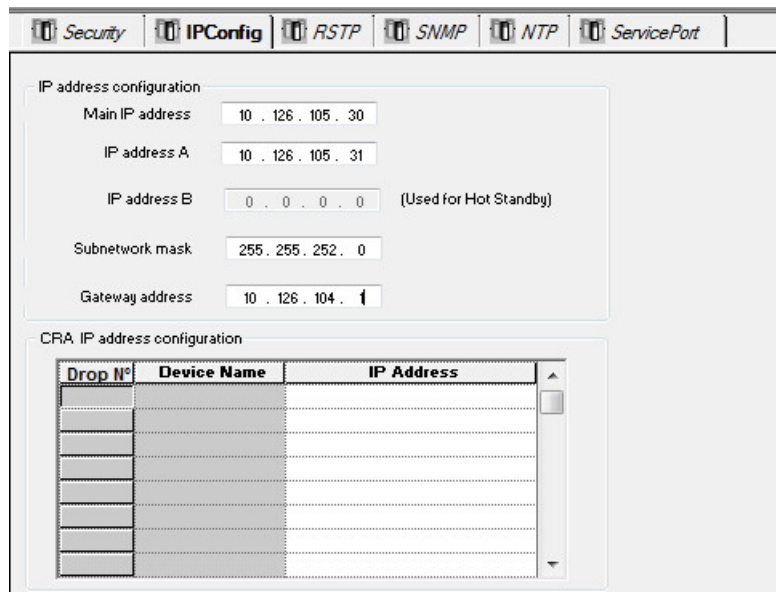 Security IPConfig RSTP SNMP NTP ServicePort
IP address configuration
Main IP address 10 . 126 . 105 . 30
IP address A 10 . 126 . 105 . 31
IP address B 0 . 0 . 0 . 0 (Used for Hot Standby)
Subnetwork mask 255 . 255 . 252 . 0
Gateway address 10 . 126 . 104 . 1
CRA IP address configuration
Drop Nº Device Name IP Address